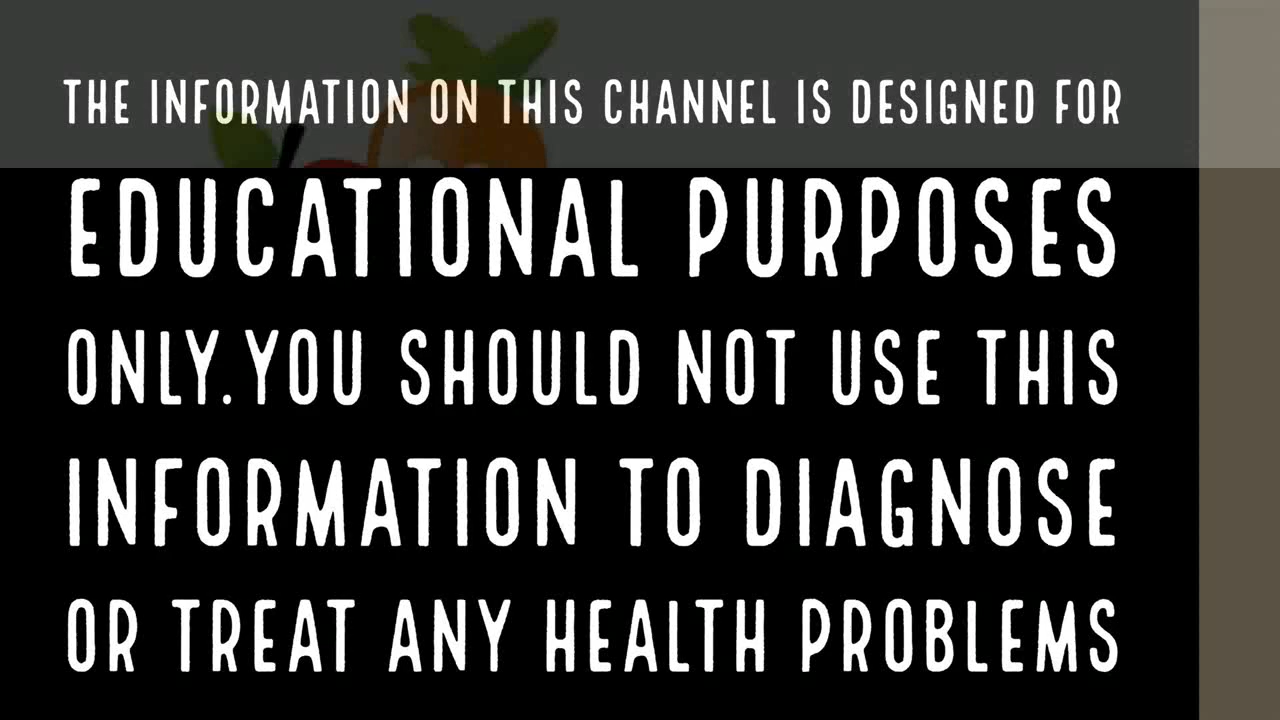 THE INFORMATION ON THIS CHANNEL IS DESIGNED FOR
EDUCATIONAL PURPOSES
ONLY.YOU SHOULD NOT USE THIS
INFORMATION TO DIAGNOSE
OR TREAT ANY HEALTH PROBLEMS